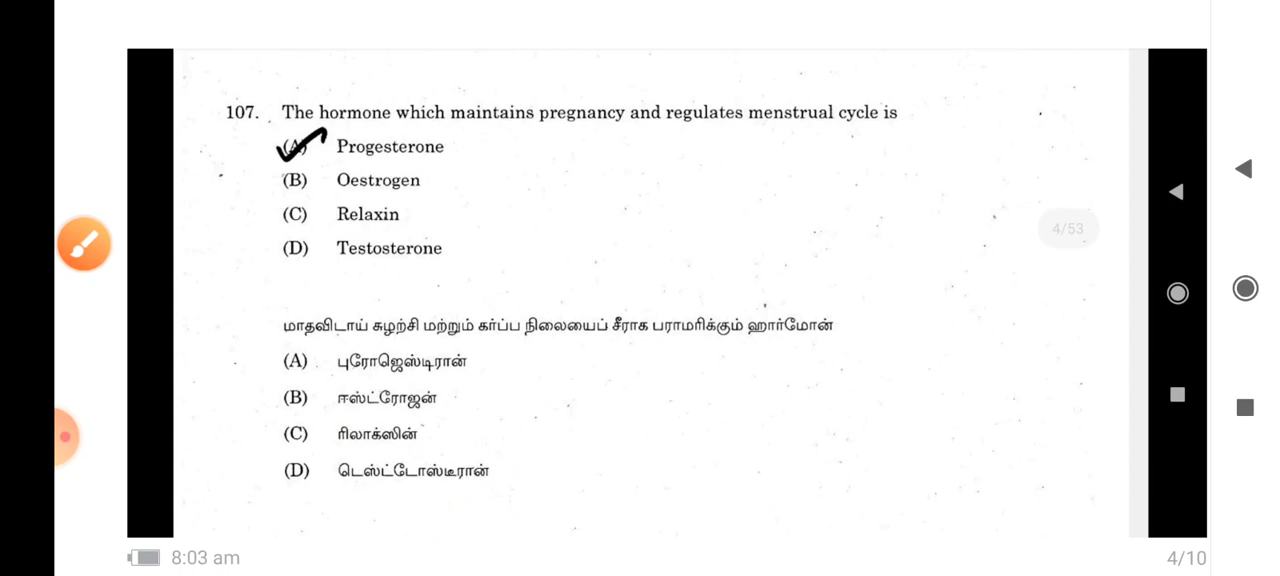 107. The hormone which maintains pregnancy and regulates menstrual cycle is
(A) Progesterone
(B) Oestrogen
(C) Relaxin
(D) Testosterone
4/53
மாதவிடாய் சுழற்சி மற்றும் கர்ப்ப நிலையைப் சீராக பராமரிக்கும் ஹார்மோன்
(A) புரோஜெஸ்டிரான்
(B) ஈஸ்ட்ரோஜன்
(C) ரிலாக்ஸின்
(D) டெஸ்ட்டோஸ்டீரான்
8:03 am
4/10